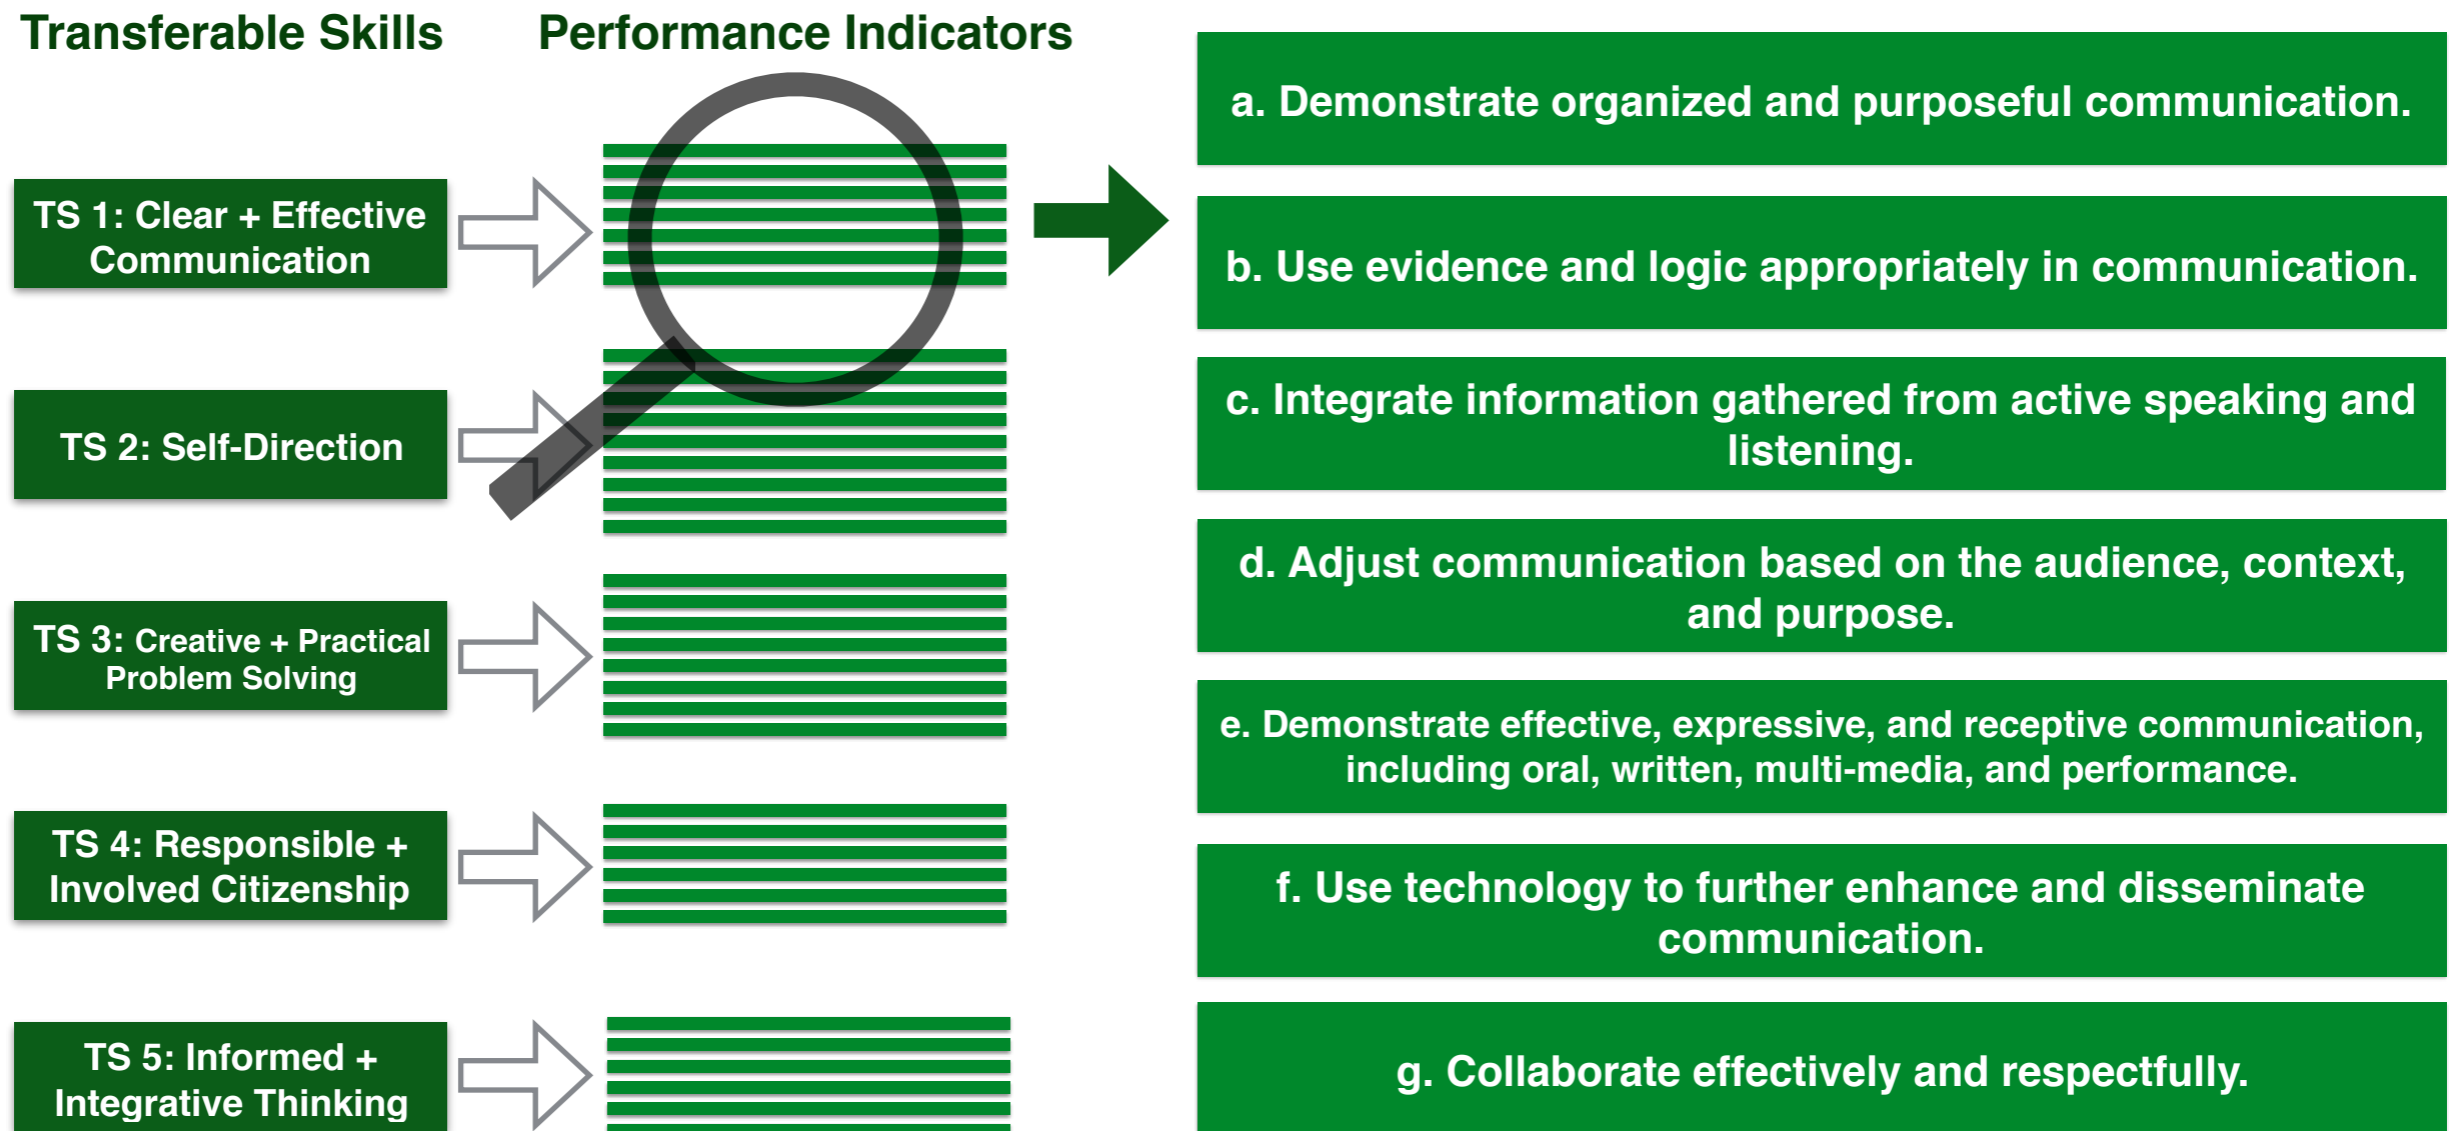 Transferable Skills
Performance Indicators
TS 1: Clear + Effective
Communication
TS 2: Self-Direction
TS 3: Creative + Practical
Problem Solving
TS 4: Responsible +
Involved Citizenship
TS 5: Informed +
Integrative Thinking
a. Demonstrate organized and purposeful communication.
b. Use evidence and logic appropriately in communication.
c. Integrate information gathered from active speaking and
listening.
d. Adjust communication based on the audience, context,
and purpose.
e. Demonstrate effective, expressive, and receptive communication,
including oral, written, multi-media, and performance.
f. Use technology to further enhance and disseminate
communication.
g. Collaborate effectively and respectfully.